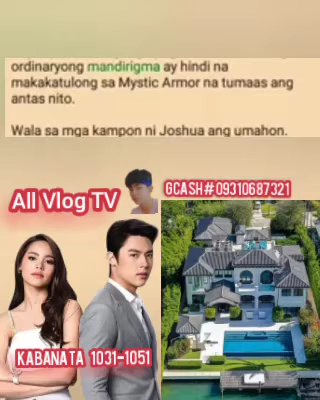 ordinaryong mandirigma ay hindi na
makakatulong sa Mystic Armor na tumaas ang
antas nito.
Wala sa mga kampon ni Joshua ang umahon.
All Vlog TV
GCASH#09310687321
KABANATA 1031-1051